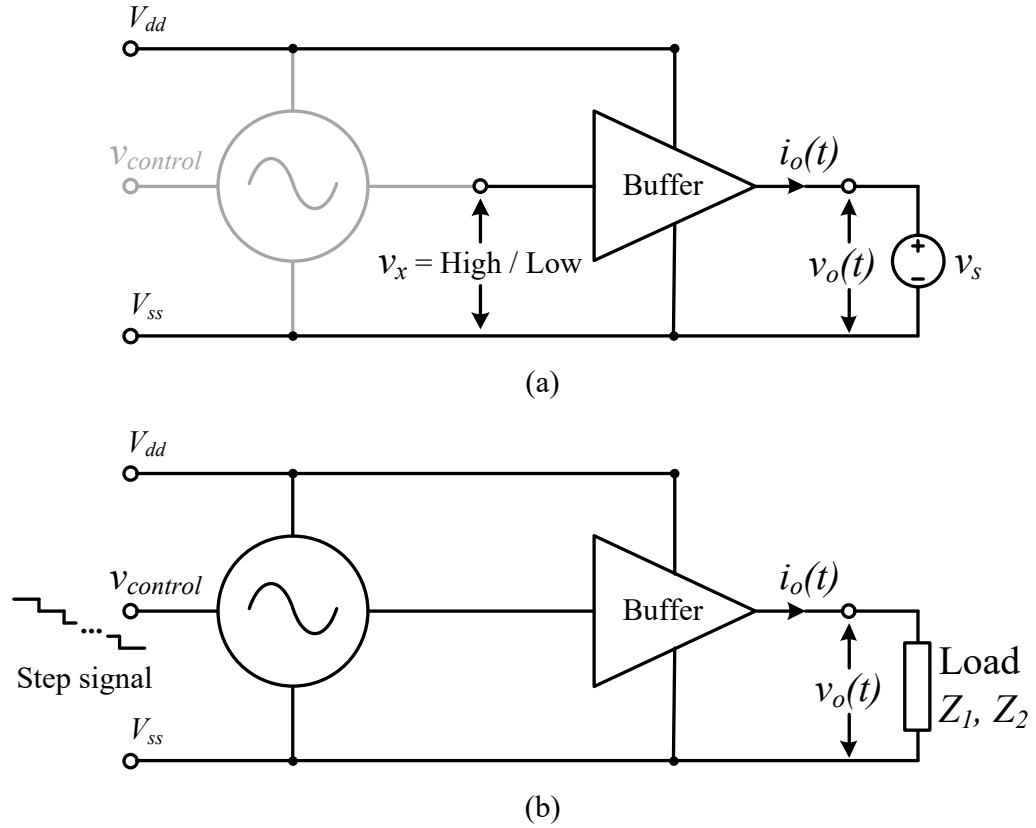 V_dd
v_control
Buffer
i_o(t)
v_x = High / Low
v_o(t)
+
−
v_s
V_ss
(a)
V_dd
v_control
Buffer
i_o(t)
...
Step signal
v_o(t)
Load
Z_1, Z_2
V_ss
(b)